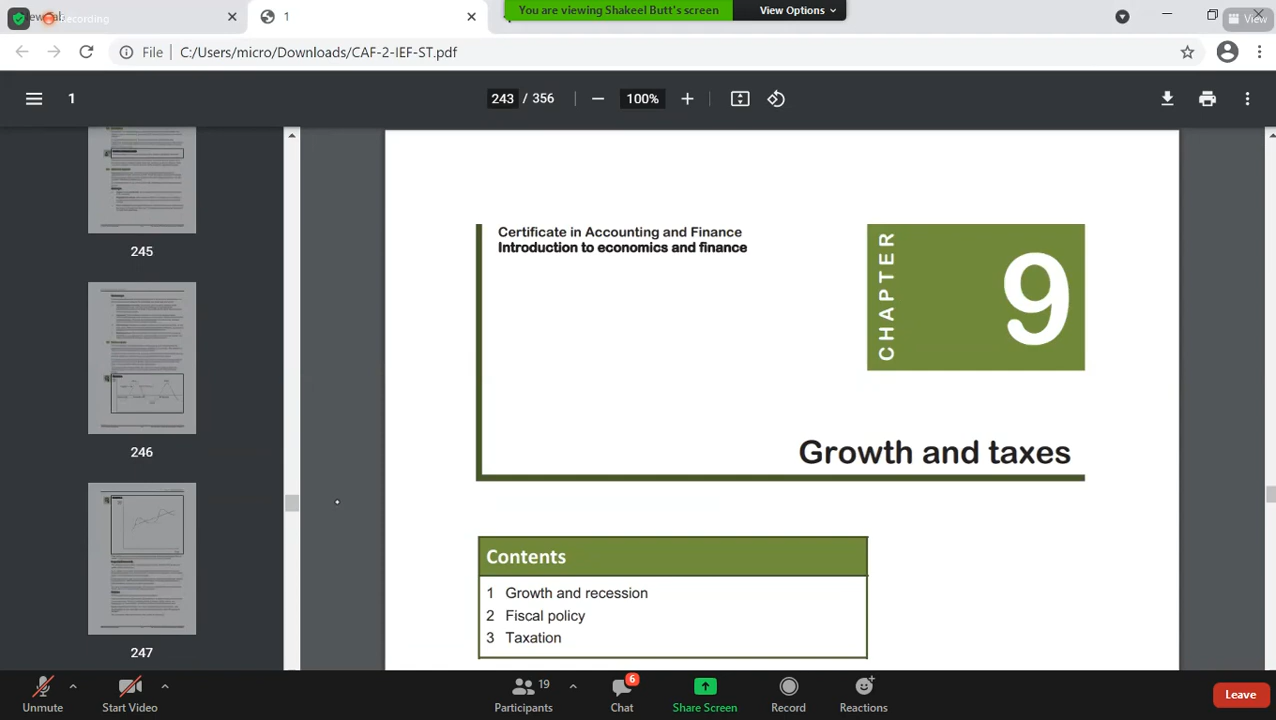 Recording
1
You are viewing Shakeel Butt's screen
View Options
View
File C:/Users/micro/Downloads/CAF-2-IEF-ST.pdf
1
243 / 356
100%
245
246
247
Certificate in Accounting and Finance
Introduction to economics and finance
CHAPTER
9
Growth and taxes
Contents
1 Growth and recession
2 Fiscal policy
3 Taxation
Unmute
Start Video
19
Participants
6
Chat
Share Screen
Record
Reactions
Leave